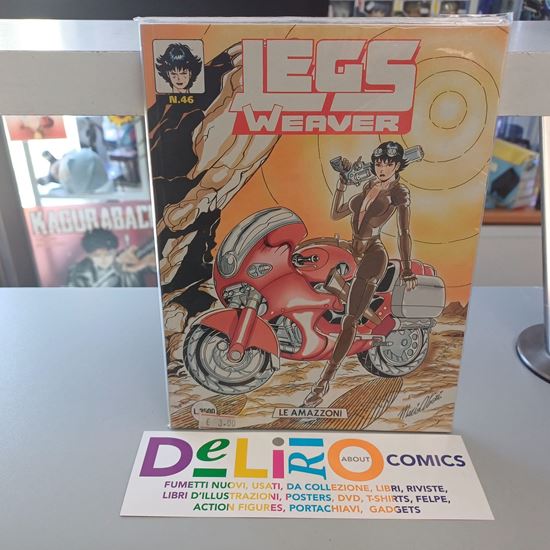 LEGS
WEAVER
N.46
KAGURABACHI
L.3500
€ 3.00
LE AMAZZONI
DeLiRiO ABOUT COMICS
FUMETTI NUOVI, USATI, DA COLLEZIONE, LIBRI, RIVISTE,
LIBRI D'ILLUSTRAZIONI, POSTERS, DVD, T-SHIRTS, FELPE,
ACTION FIGURES, PORTACHIAVI, GADGETS